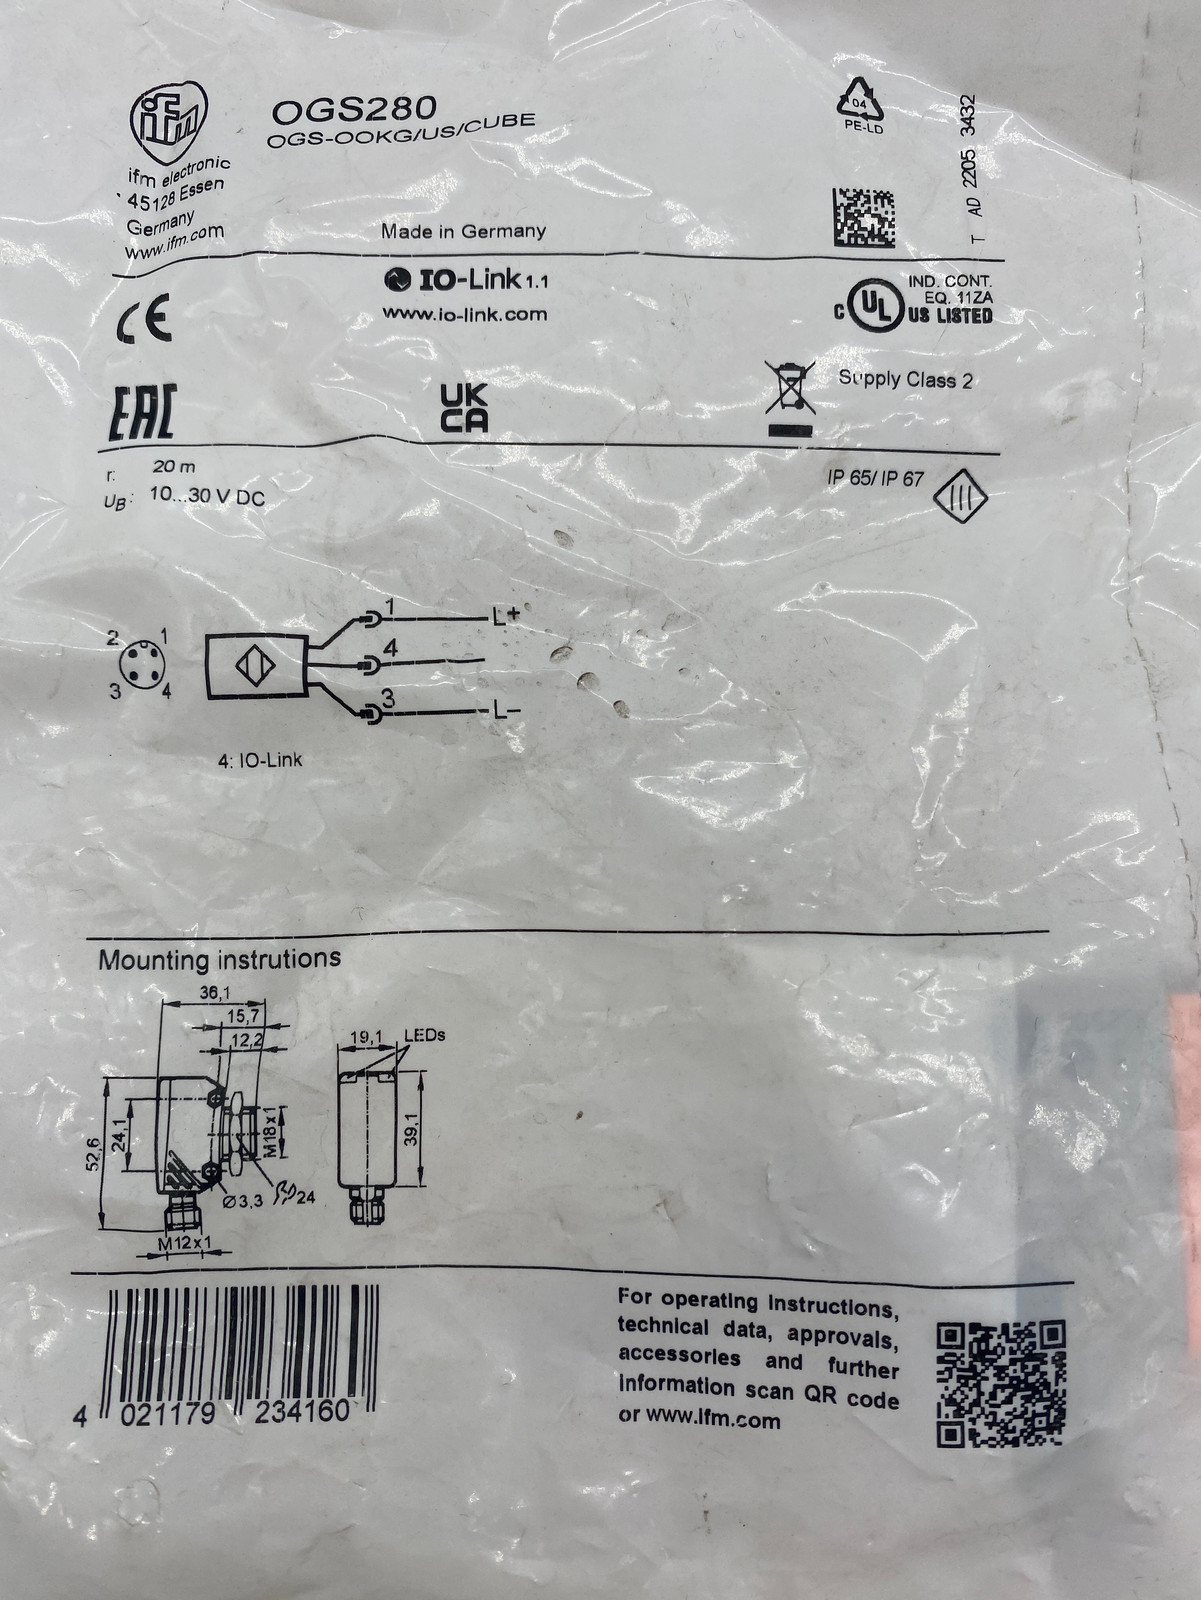 ifm
OGS280
OGS-OOKG/US/CUBE
04
PE-LD
T AD 2205 3432
ifm electronic
45128 Essen
Germany
www.ifm.com
Made in Germany
IO-Link 1.1
www.io-link.com
CE
C UL US LISTED
IND. CONT.
EQ. 11ZA
EAC
UK
CA
Supply Class 2
r: 20 m
UB: 10...30 V DC
IP 65/ IP 67
2 1
3 4
1 L+
4
3 L-
4: IO-Link
Mounting instrutions
36,1
15,7
12,2
19,1
LEDs
52,6
24,1
M18x1
39,1
Ø3,3
24
M12x1
4 021179 234160
For operating instructions,
technical data, approvals,
accessories and further
information scan QR code
or www.ifm.com